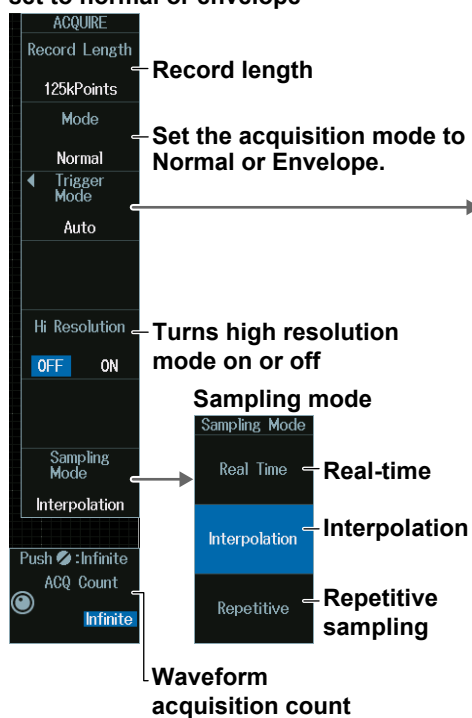 set to normal or envelope
ACQUIRE
Record Length
125kPoints
Record length
Mode
Normal
Set the acquisition mode to
Normal or Envelope.
Trigger
Mode
Auto
Hi Resolution
OFF ON
Turns high resolution
mode on or off
Sampling
Mode
Interpolation
Sampling mode
Sampling Mode
Real Time
Real-time
Interpolation
Interpolation
Repetitive
Repetitive
sampling
Push :Infinite
ACQ Count
Infinite
Waveform
acquisition count